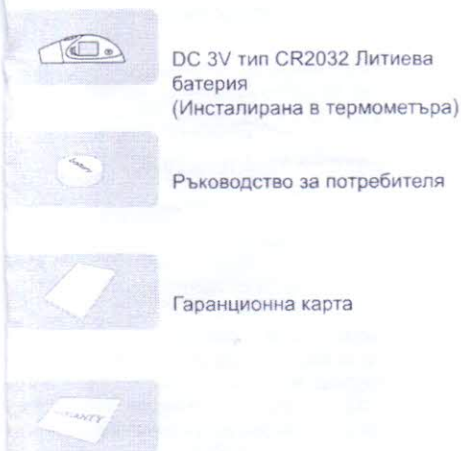 DC 3V тип CR2032 Литиева
батерия
(Инсталирана в термометъра)
Ръководство за потребителя
Гаранционна карта